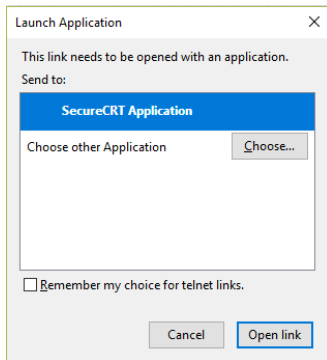 Launch Application
This link needs to be opened with an application.
Send to:
SecureCRT Application
Choose other Application
Choose...
Remember my choice for telnet links.
Cancel
Open link